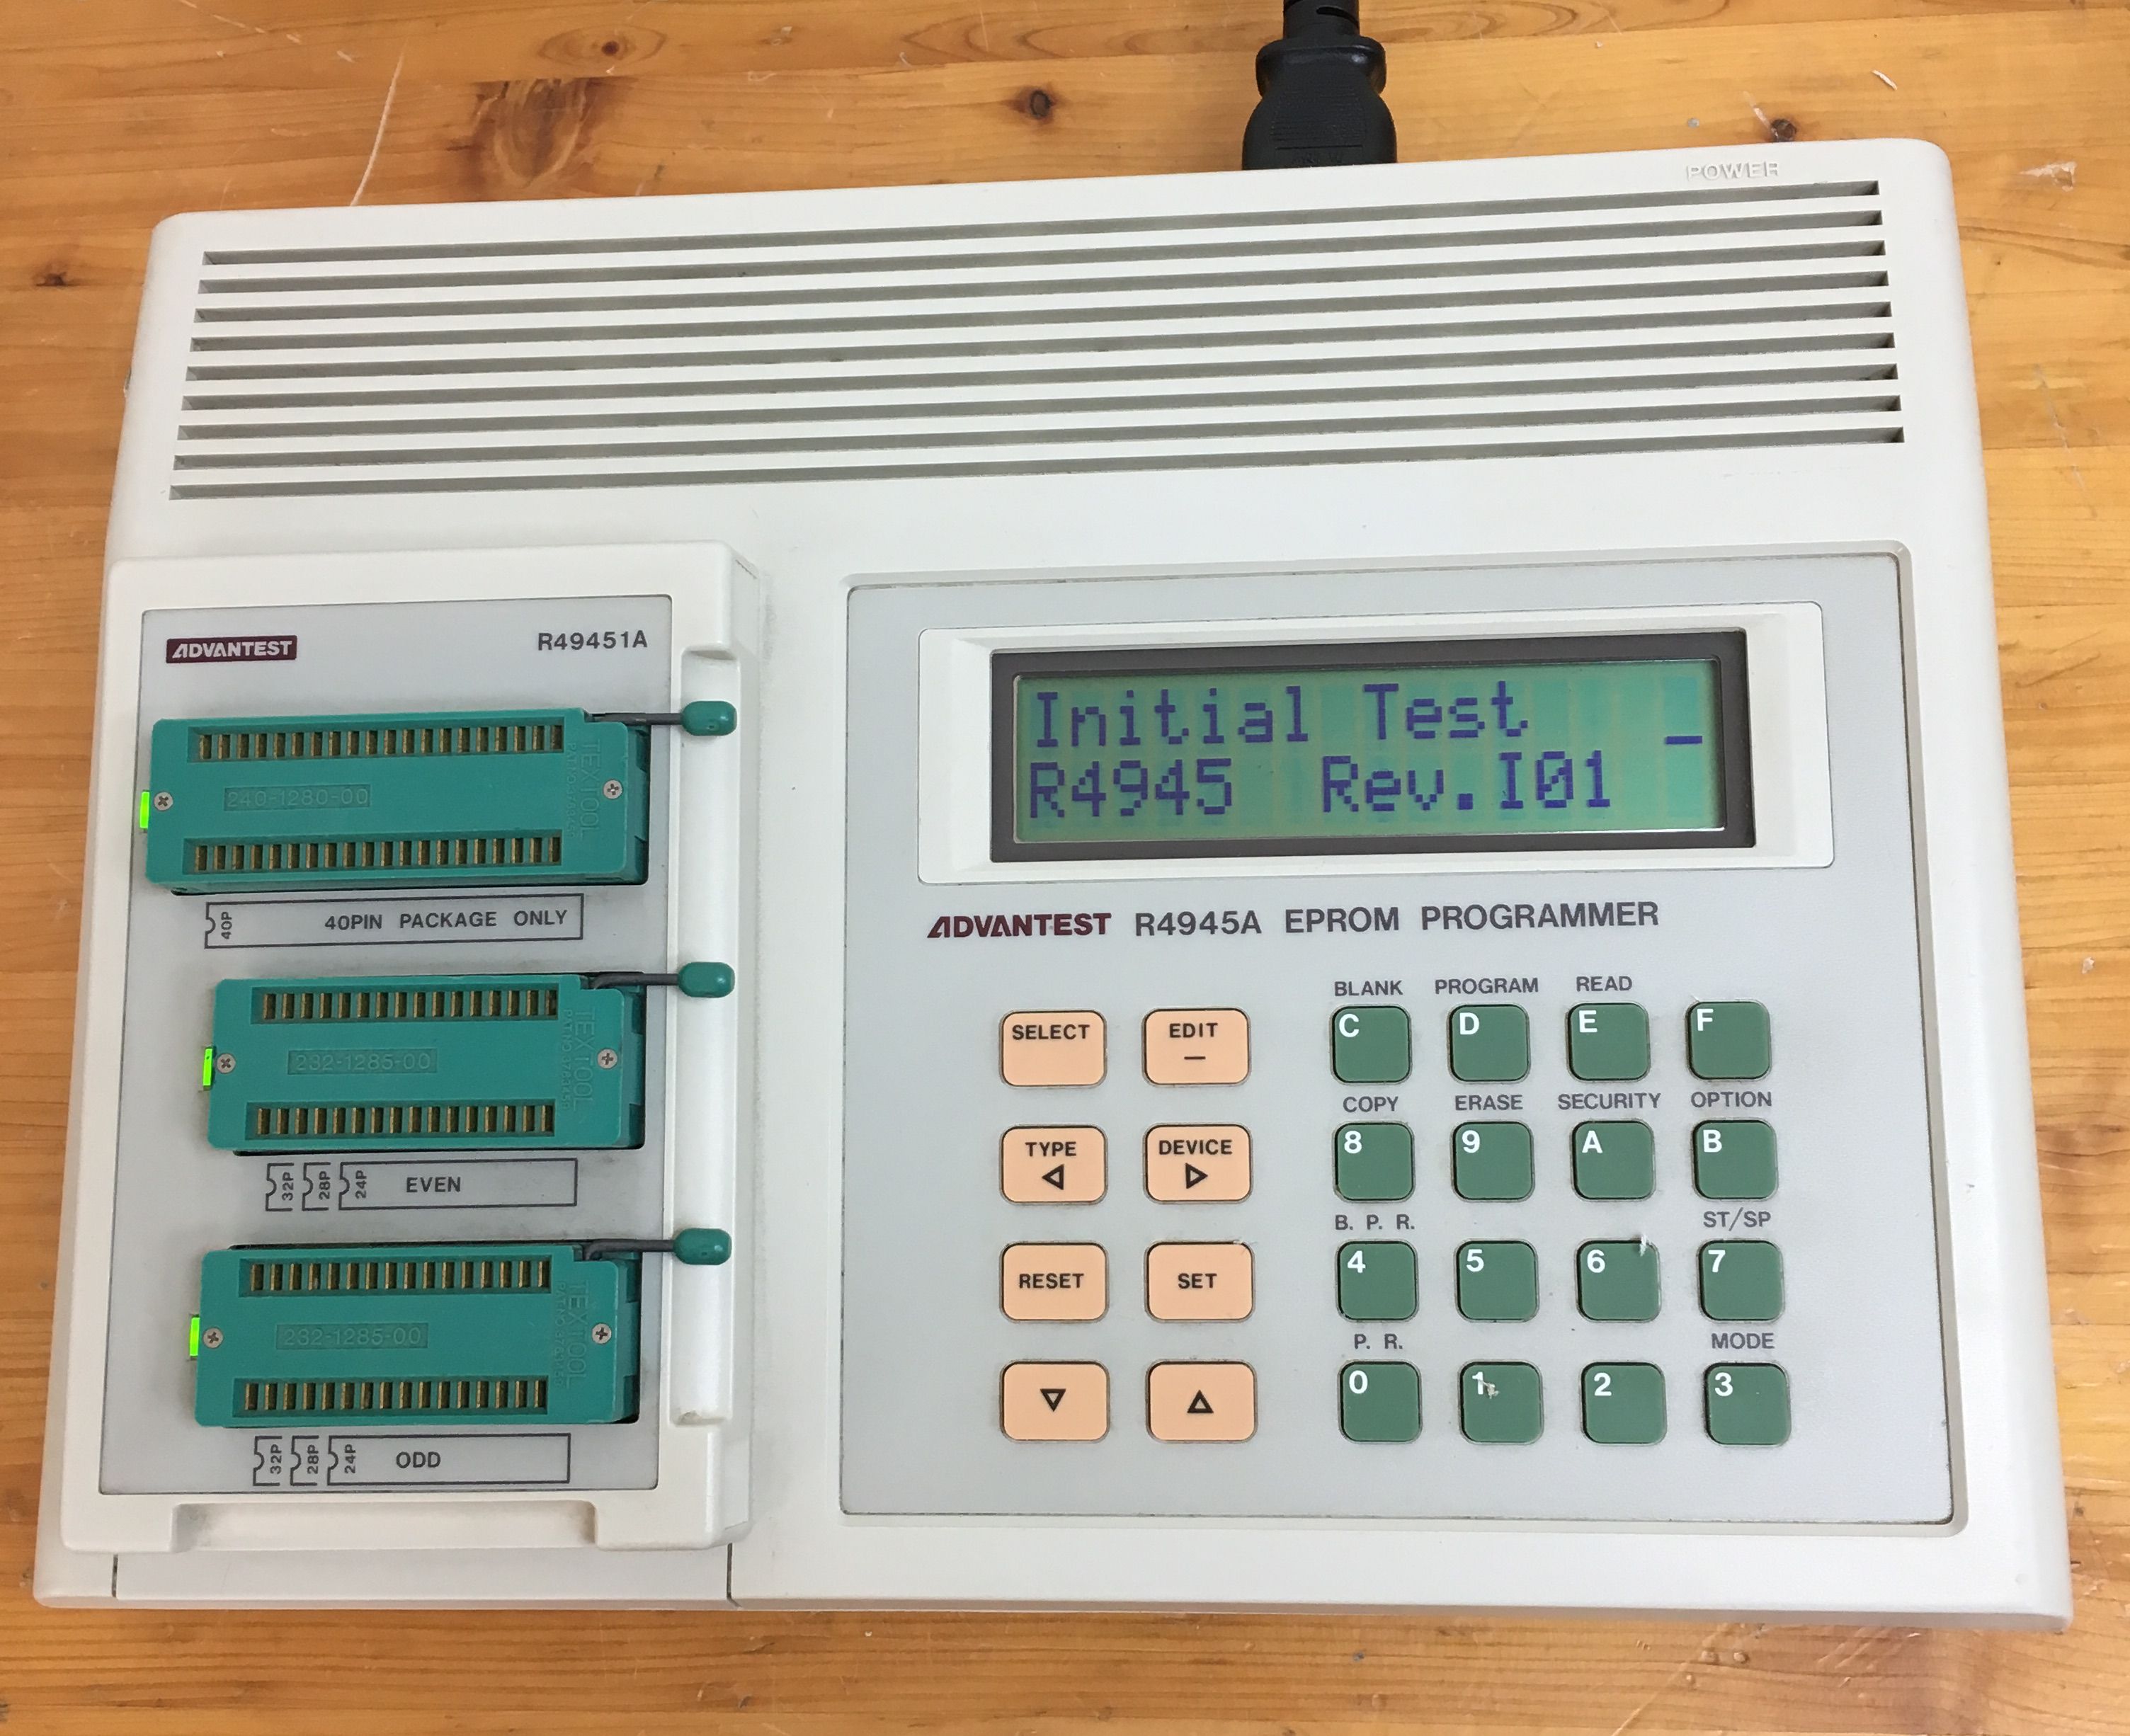 POWER
ADVANTEST R49451A
TEXTOOL
240-1280-00
40P 40PIN PACKAGE ONLY
TEXTOOL
232-1285-00
32P 28P 24P EVEN
TEXTOOL
232-1285-00
32P 28P 24P ODD
Initial Test _
R4945 Rev.I01
ADVANTEST R4945A EPROM PROGRAMMER
BLANK PROGRAM READ
SELECT EDIT – C D E F
COPY ERASE SECURITY OPTION
TYPE ◁ DEVICE ▷ 8 9 A B
B. P. R. ST/SP
RESET SET 4 5 6 7
P. R. MODE
▽ △ 0 1 2 3